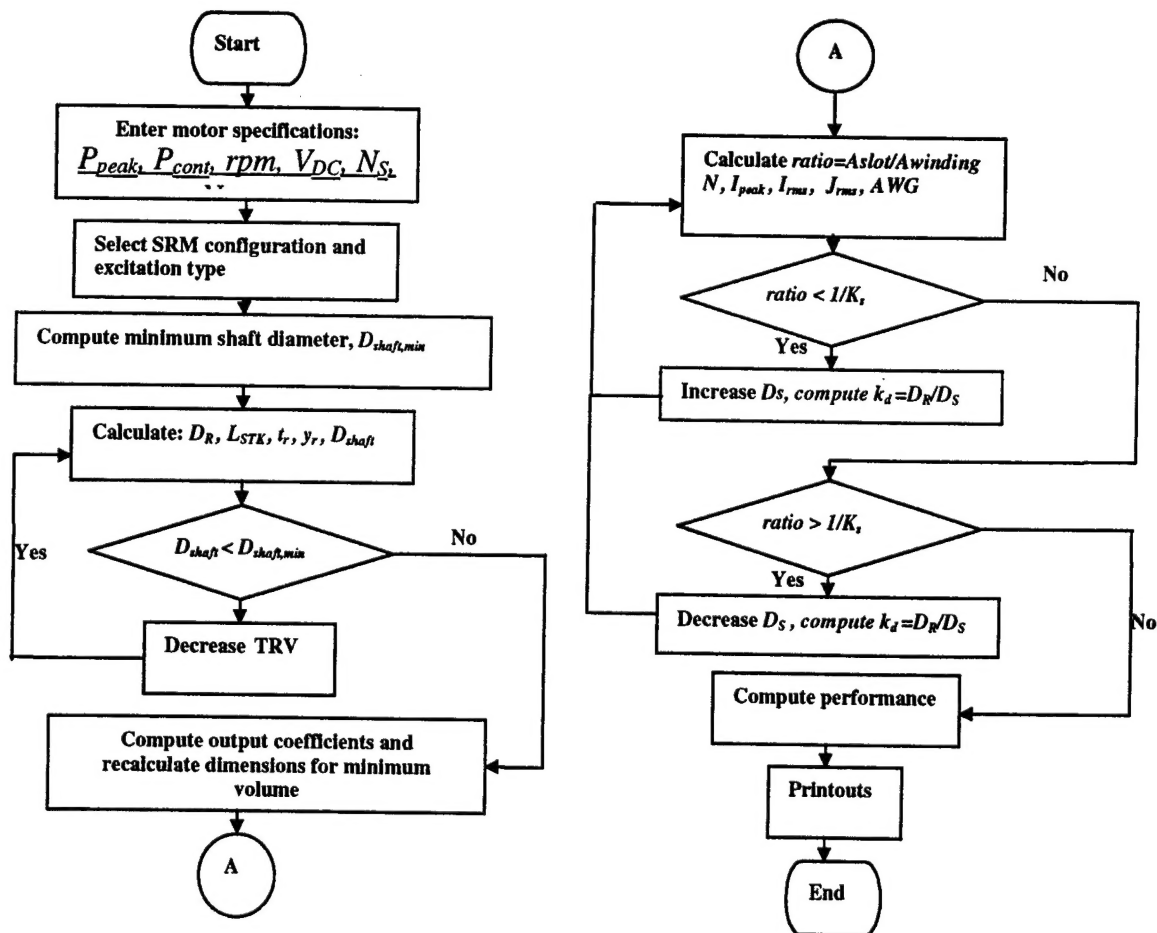 Start
Enter motor specifications:
P_peak, P_cont, rpm, V_DC, N_S,
Select SRM configuration and
excitation type
Compute minimum shaft diameter, D_shaft,min
Calculate: D_R, L_STK, t_r, y_r, D_shaft
Yes
D_shaft < D_shaft,min
No
Decrease TRV
Compute output coefficients and
recalculate dimensions for minimum
volume
A
A
Calculate ratio=Aslot/Awinding
N, I_peak, I_rms, J_rms, AWG
No
ratio < 1/K_s
Yes
Increase Ds, compute k_d=D_R/D_S
ratio > 1/K_s
Yes
Decrease D_S, compute k_d=D_R/D_S
No
Compute performance
Printouts
End